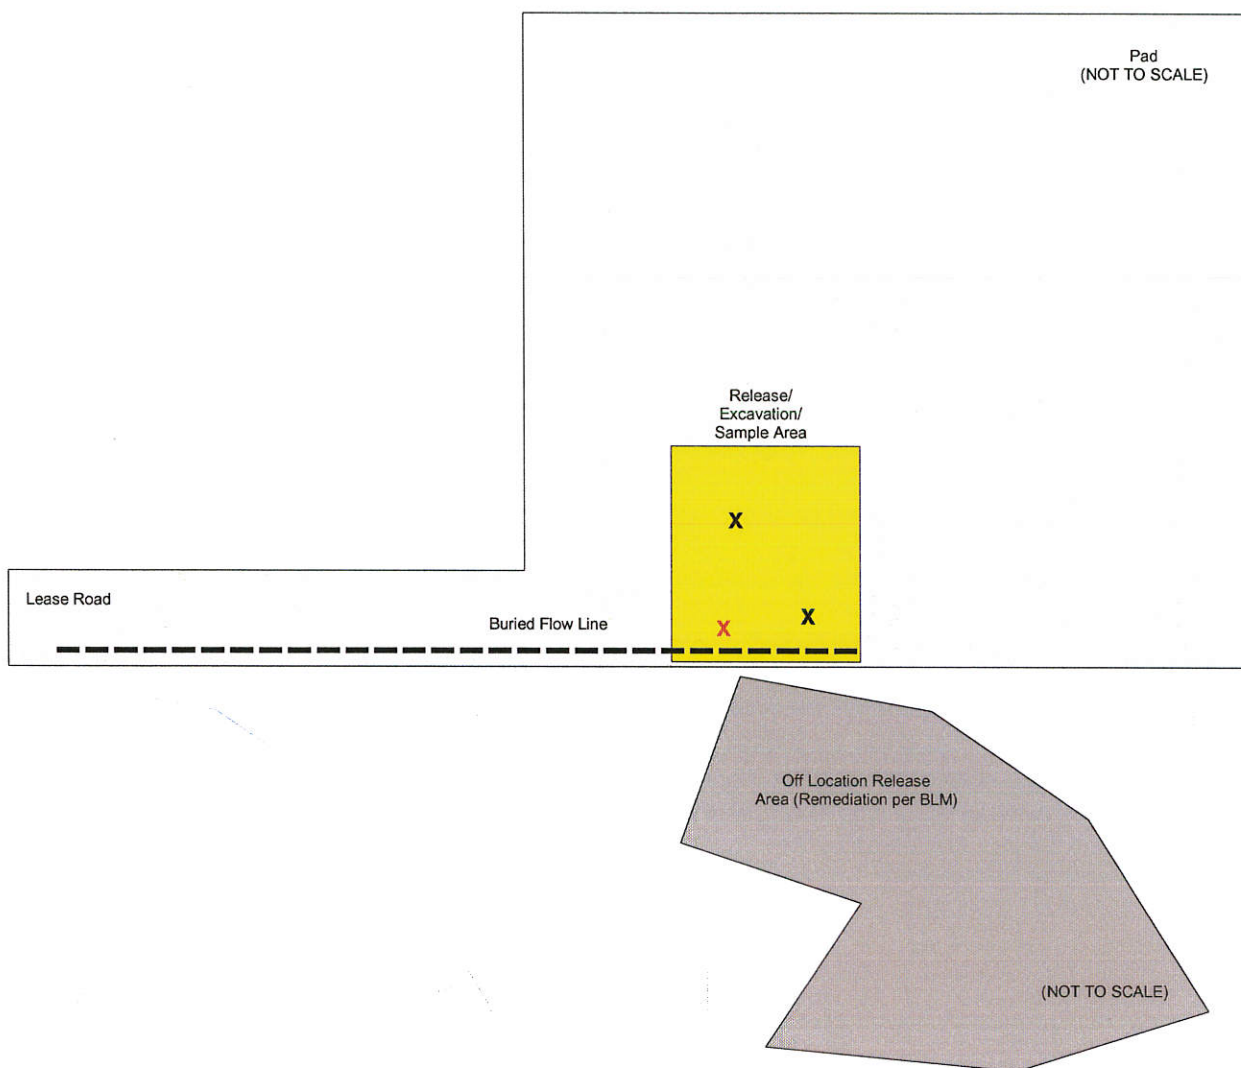 Pad
(NOT TO SCALE)
Release/
Excavation/
Sample Area
X
X
X
Lease Road
Buried Flow Line
Off Location Release
Area (Remediation per BLM)
(NOT TO SCALE)